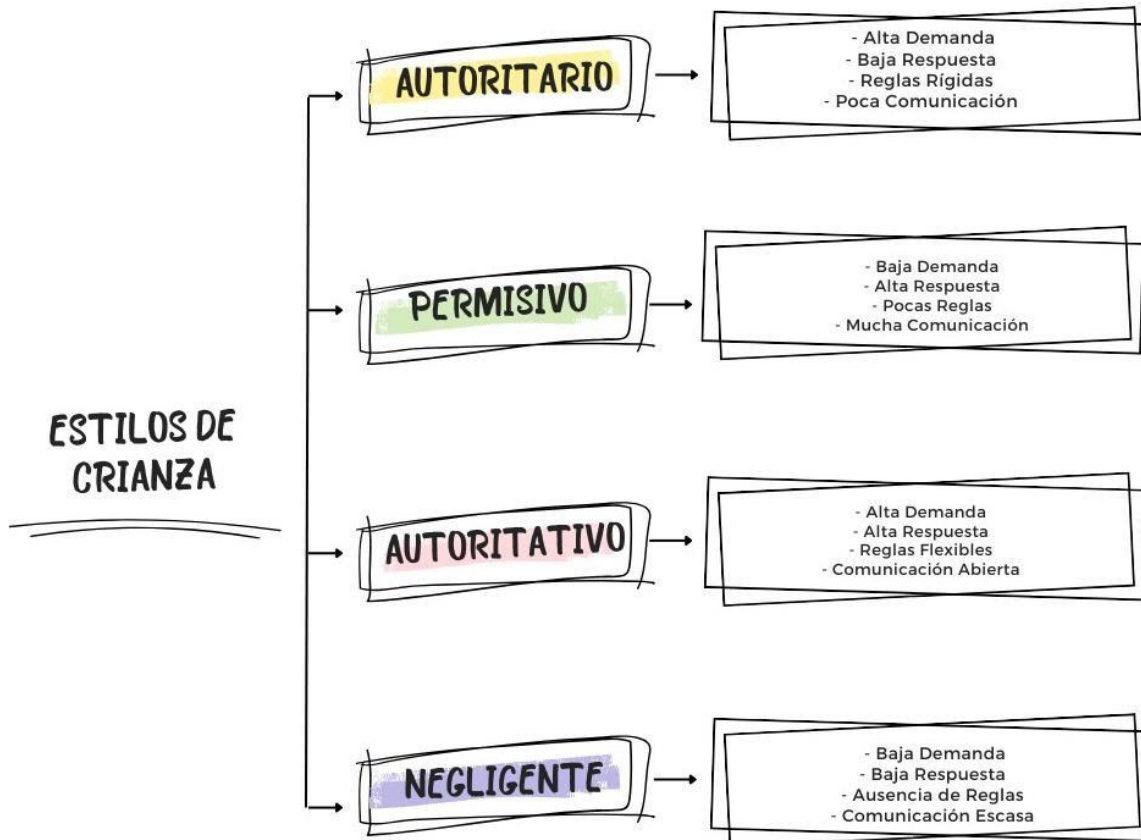 ESTILOS DE
CRIANZA
AUTORITARIO
- Alta Demanda
- Baja Respuesta
- Reglas Rígidas
- Poca Comunicación
PERMISIVO
- Baja Demanda
- Alta Respuesta
- Pocas Reglas
- Mucha Comunicación
AUTORITATIVO
- Alta Demanda
- Alta Respuesta
- Reglas Flexibles
- Comunicación Abierta
NEGLIGENTE
- Baja Demanda
- Baja Respuesta
- Ausencia de Reglas
- Comunicación Escasa